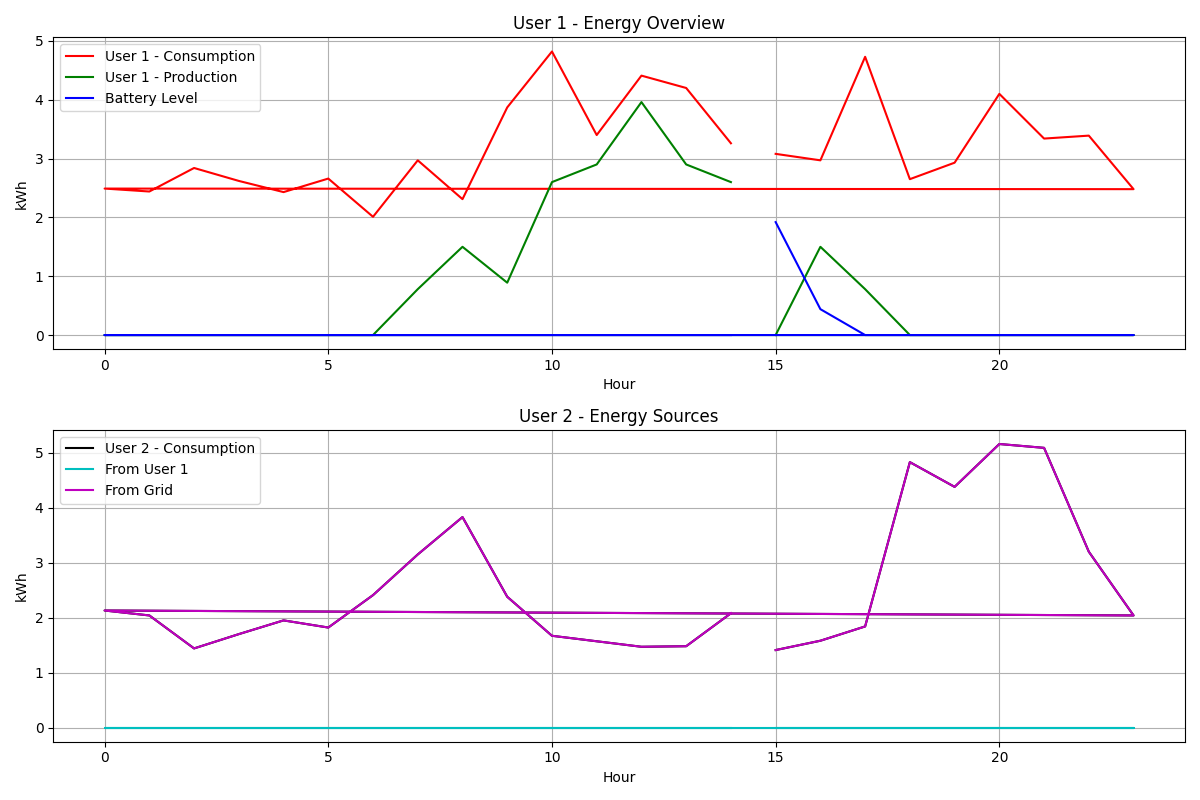 User 1 - Energy Overview
User 1 - Consumption
User 1 - Production
Battery Level
kWh
5
4
3
2
1
0
0 5 10 15 20
Hour
User 2 - Energy Sources
User 2 - Consumption
From User 1
From Grid
kWh
5
4
3
2
1
0
0 5 10 15 20
Hour